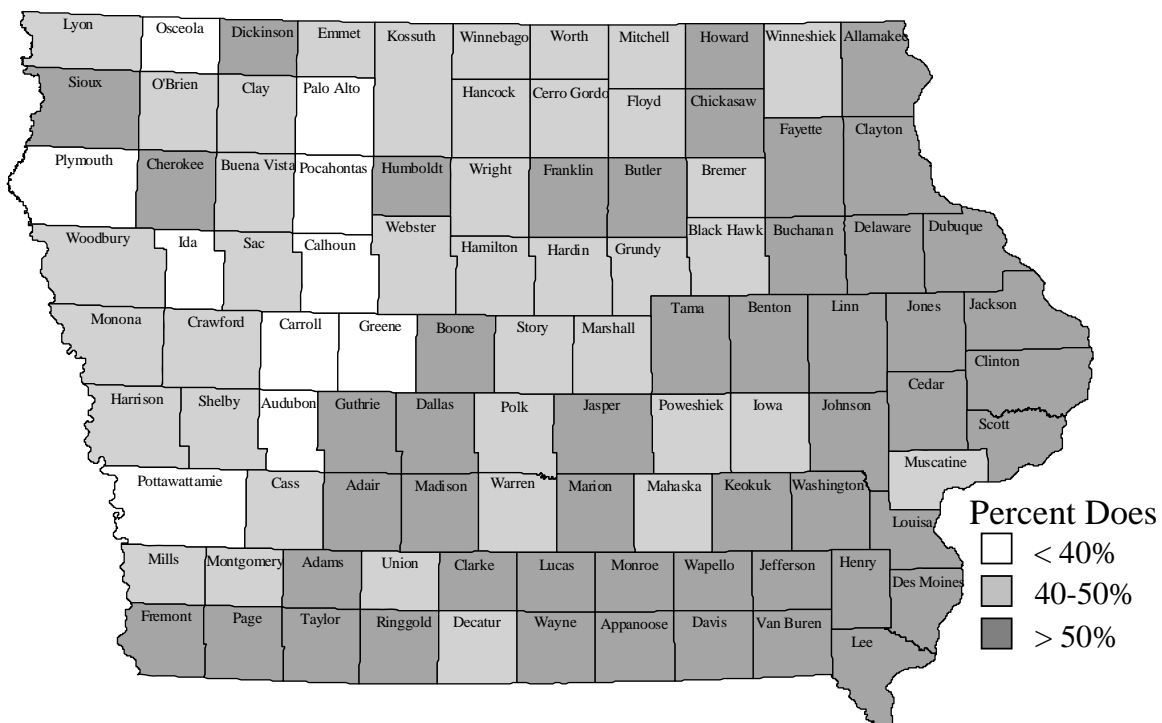 Lyon Osceola Dickinson Emmet Kossuth Winnebago Worth Mitchell Howard Winneshiek Allamakee
Sioux O'Brien Clay Palo Alto Hancock Cerro Gordo Floyd Chickasaw
Fayette Clayton
Plymouth Cherokee Buena Vista Pocahontas Humboldt Wright Franklin Butler Bremer
Woodbury Ida Sac Calhoun Webster Hamilton Hardin Grundy Black Hawk Buchanan Delaware Dubuque
Monona Crawford Carroll Greene Boone Story Marshall Tama Benton Linn Jones Jackson
Clinton
Harrison Shelby Audubon Guthrie Dallas Polk Jasper Poweshiek Iowa Johnson Cedar Scott
Muscatine
Pottawattamie Cass Adair Madison Warren Marion Mahaska Keokuk Washington
Louisa
Mills Montgomery Adams Union Clarke Lucas Monroe Wapello Jefferson Henry Des Moines
Fremont Page Taylor Ringgold Decatur Wayne Appanoose Davis Van Buren Lee
Percent Does
< 40%
40-50%
> 50%